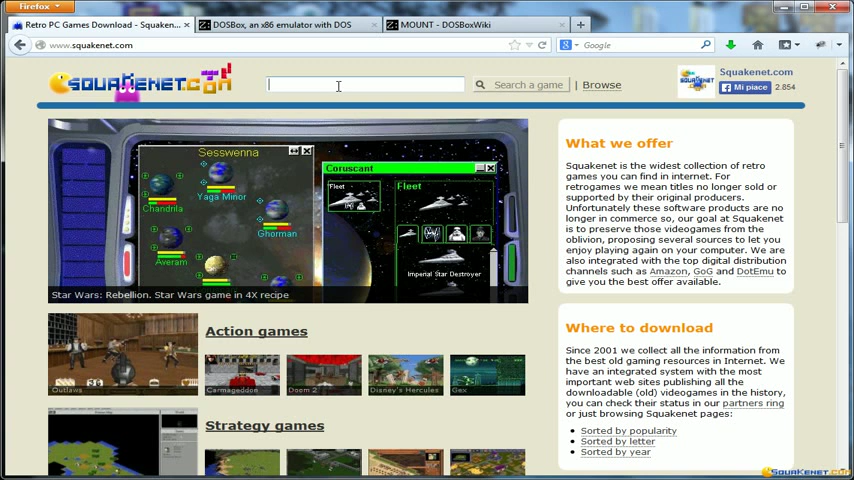 Firefox
Retro PC Games Download - Squaken...
DOSBox, an x86 emulator with DOS
MOUNT - DOSBoxWiki
www.squakenet.com
Google
SQUAKENET.COM
Search a game
| Browse
Squakenet.com
Mi piace
2.854
Sesswenna
Chandrila
Yaga Minor
Ghorman
Averam
Coruscant
Fleet
Fleet
Imperial Star Destroyer
Star Wars: Rebellion. Star Wars game in 4X recipe
What we offer
Squakenet is the widest collection of retro
games you can find in internet. For
retrogames we mean titles no longer sold or
supported by their original producers.
Unfortunately these software products are no
longer in commerce so, our goal at Squakenet
is to preserve those videogames from the
oblivion, proposing several sources to let you
enjoy playing again on your computer. We are
also integrated with the top digital distribution
channels such as Amazon, GoG and DotEmu to
give you the best offer available.
Action games
Outlaws
Carmageddon
Doom 2
Disney's Hercules
Gex
Strategy games
Where to download
Since 2001 we collect all the information from
the best old gaming resources in Internet. We
have an integrated system with the most
important web sites publishing all the
downloadable (old) videogames in the history,
you can check their status in our partners ring
or just browsing Squakenet pages:
Sorted by popularity
Sorted by letter
Sorted by year
SQUAKENET.COM